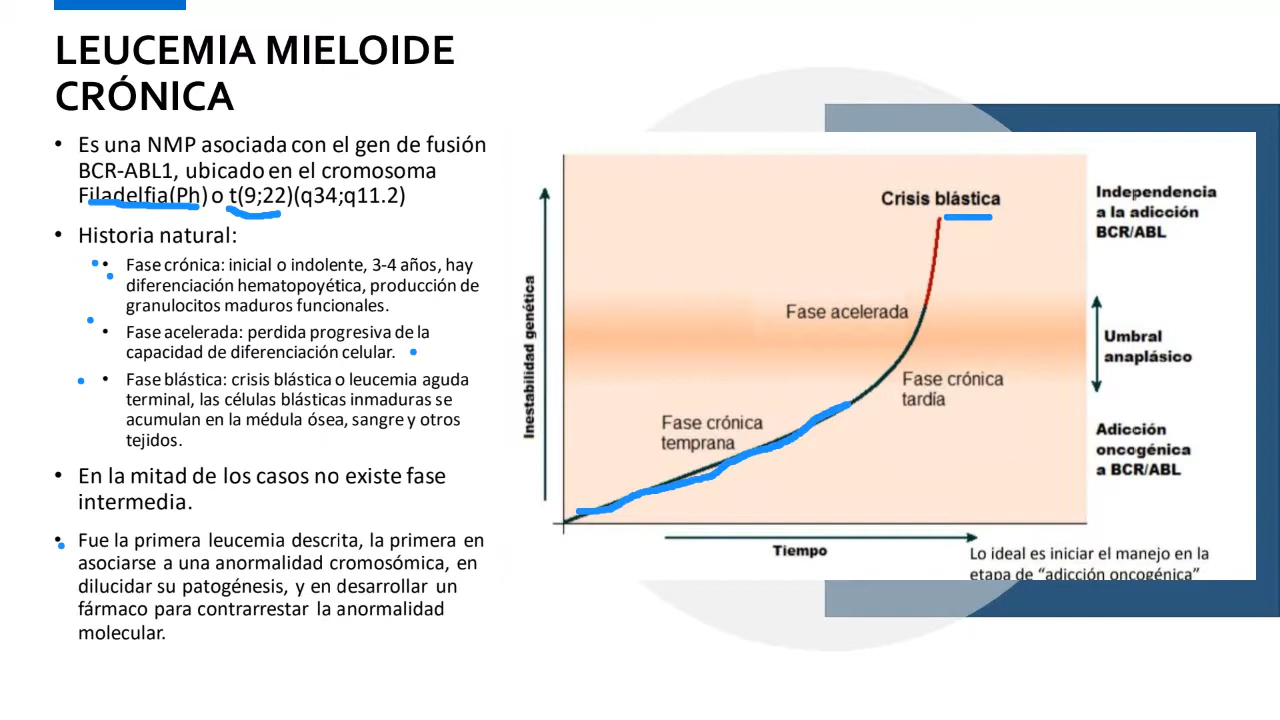 LEUCEMIA MIELOIDE
CRÓNICA
• Es una NMP asociada con el gen de fusión
BCR-ABL1, ubicado en el cromosoma
Filadelfia(Ph) o t(9;22)(q34;q11.2)
• Historia natural:
• Fase crónica: inicial o indolente, 3-4 años, hay
diferenciación hematopoyética, producción de
granulocitos maduros funcionales.
• Fase acelerada: perdida progresiva de la
capacidad de diferenciación celular.
• Fase blástica: crisis blástica o leucemia aguda
terminal, las células blásticas inmaduras se
acumulan en la médula ósea, sangre y otros
tejidos.
• En la mitad de los casos no existe fase
intermedia.
• Fue la primera leucemia descrita, la primera en
asociarse a una anormalidad cromosómica, en
dilucidar su patogénesis, y en desarrollar un
fármaco para contrarrestar la anormalidad
molecular.
Inestabilidad genética
Crisis blástica
Fase acelerada
Fase crónica
tardía
Fase crónica
temprana
Tiempo
Independencia
a la adicción
BCR/ABL
Umbral
anaplásico
Adicción
oncogénica
a BCR/ABL
Lo ideal es iniciar el manejo en la
etapa de “adicción oncogénica”